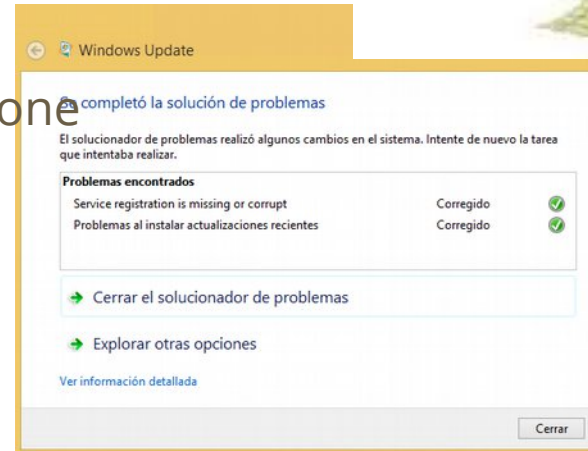 Windows Update
one
Se completó la solución de problemas
El solucionador de problemas realizó algunos cambios en el sistema. Intente de nuevo la tarea
que intentaba realizar.
Problemas encontrados
Service registration is missing or corrupt Corregido
Problemas al instalar actualizaciones recientes Corregido
Cerrar el solucionador de problemas
Explorar otras opciones
Ver información detallada
Cerrar